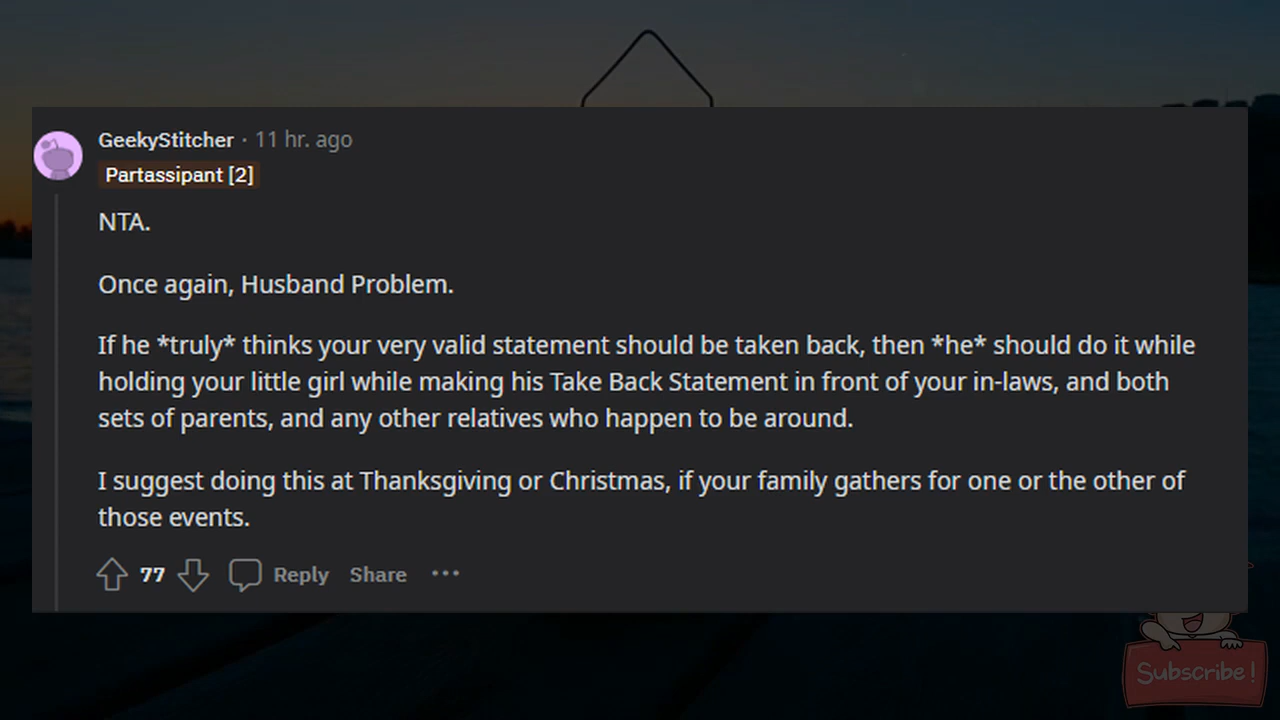 GeekyStitcher · 11 hr. ago
Partassipant [2]
NTA.
Once again, Husband Problem.
If he *truly* thinks your very valid statement should be taken back, then *he* should do it while
holding your little girl while making his Take Back Statement in front of your in-laws, and both
sets of parents, and any other relatives who happen to be around.
I suggest doing this at Thanksgiving or Christmas, if your family gathers for one or the other of
those events.
77 Reply Share ...
Subscribe!